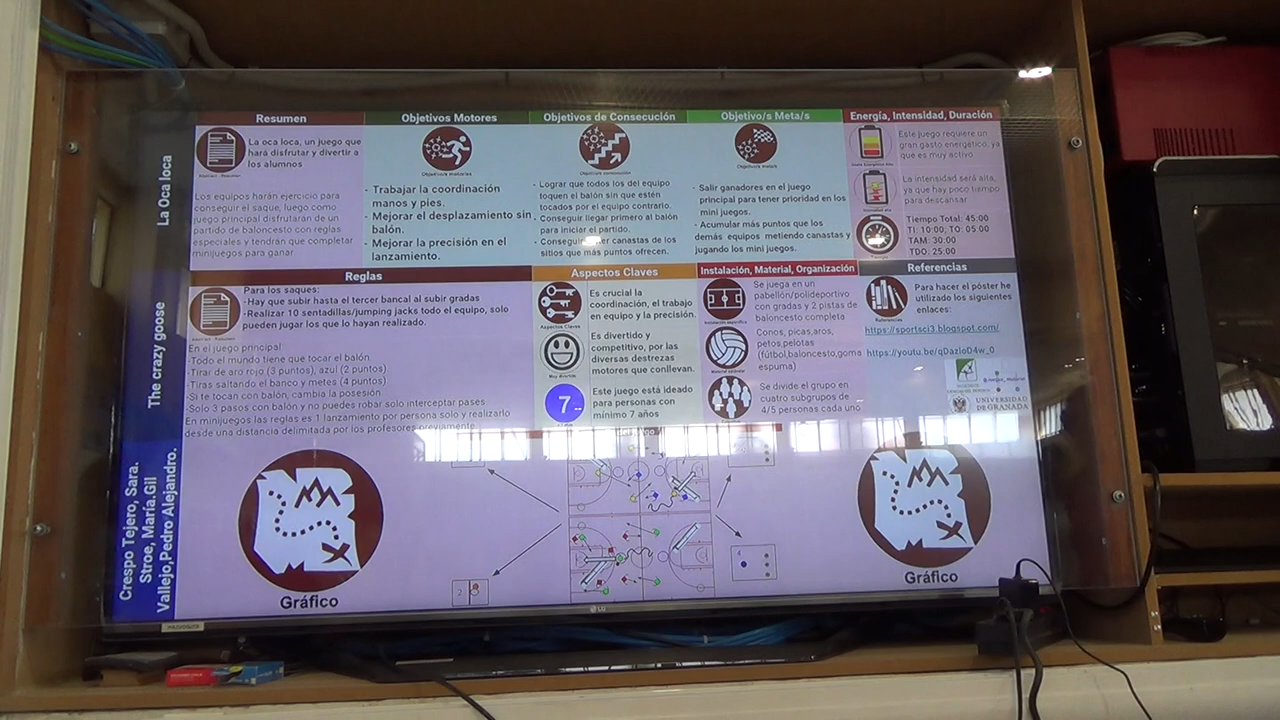 La Oca loca
The crazy goose
Crespo Tejero, Sara.
Stroe, María.Gil
Vallejo,Pedro Alejandro.
Resumen
La oca loca, un juego que
hará disfrutar y divertir a
los alumnos
Los equipos harán ejercicio para
conseguir el saque, luego como
juego principal disfrutarán de un
partido de baloncesto con reglas
especiales y tendrán que completar
minijuegos para ganar.
Objetivos Motores
- Trabajar la coordinación
manos y pies.
- Mejorar el desplazamiento sin
balón.
- Mejorar la precisión en el
lanzamiento.
Objetivos de Consecución
- Lograr que todos los del equipo
toquen el balón sin que estén
tocados por el equipo contrario.
- Conseguir llegar primero al balón
para iniciar el partido.
- canastas de los
sitios que más puntos ofrecen.
Objetivo/s Meta/s
- Salir ganadores en el juego
principal para tener prioridad en los
mini juegos.
- Acumular más puntos que los
demás equipos metiendo canastas y
jugando los mini juegos.
Energía, Intensidad, Duración
Este juego requiere un
gran gasto energético, ya
que es muy activo
La intensidad será alta,
ya que hay poco tiempo
para descansar.
Tiempo Total: 45:00
TI: 10:00, TO: 05:00
TAM: 30:00
TDO: 25:00
Reglas
Para los saques:
-Hay que subir hasta el tercer bancal al subir gradas
-Realizar 10 sentadillas/jumping jacks todo el equipo, solo
pueden jugar los que lo hayan realizado.
En el juego principal:
-Todo el mundo tiene que tocar el balón.
-Tirar de aro rojo (3 puntos), azul (2 puntos)
-Tiras saltando el banco y metes (4 puntos)
-Si te tocan con balón cambia la posesión
-Solo 3 pasos con balón y no puedes robar solo interceptar pases
En minijuegos las reglas es 1 lanzamiento por persona solo y realizarlo
desde una distancia delimitada por los profesores previamente
Aspectos Claves
Aspectos Claves
Es crucial la
coordinación, el trabajo
en equipo y la precisión.
Muy divertido
Es divertido y
competitivo, por las
diversas destrezas
motores que conllevan.
7
Este juego está ideado
para personas con
mínimo 7 años
Instalación, Material, Organización
Se juega en un
pabellón/polideportivo
con gradas y 2 pistas de
baloncesto completa
Conos, picas,aros,
petos pelotas
(fútbol,baloncesto,goma
espuma)
Se divide el grupo en
cuatro subgrupos de
4/5 personas cada uno
Referencias
Referencias
Para hacer el póster he
utilizado los siguientes
enlaces:
https://sportsci3.blogspot.com/
https://youtu.be/qDazloD4w_0
UNIVERSIDAD
DE GRANADA
Gráfico
2
4
Gráfico
LG